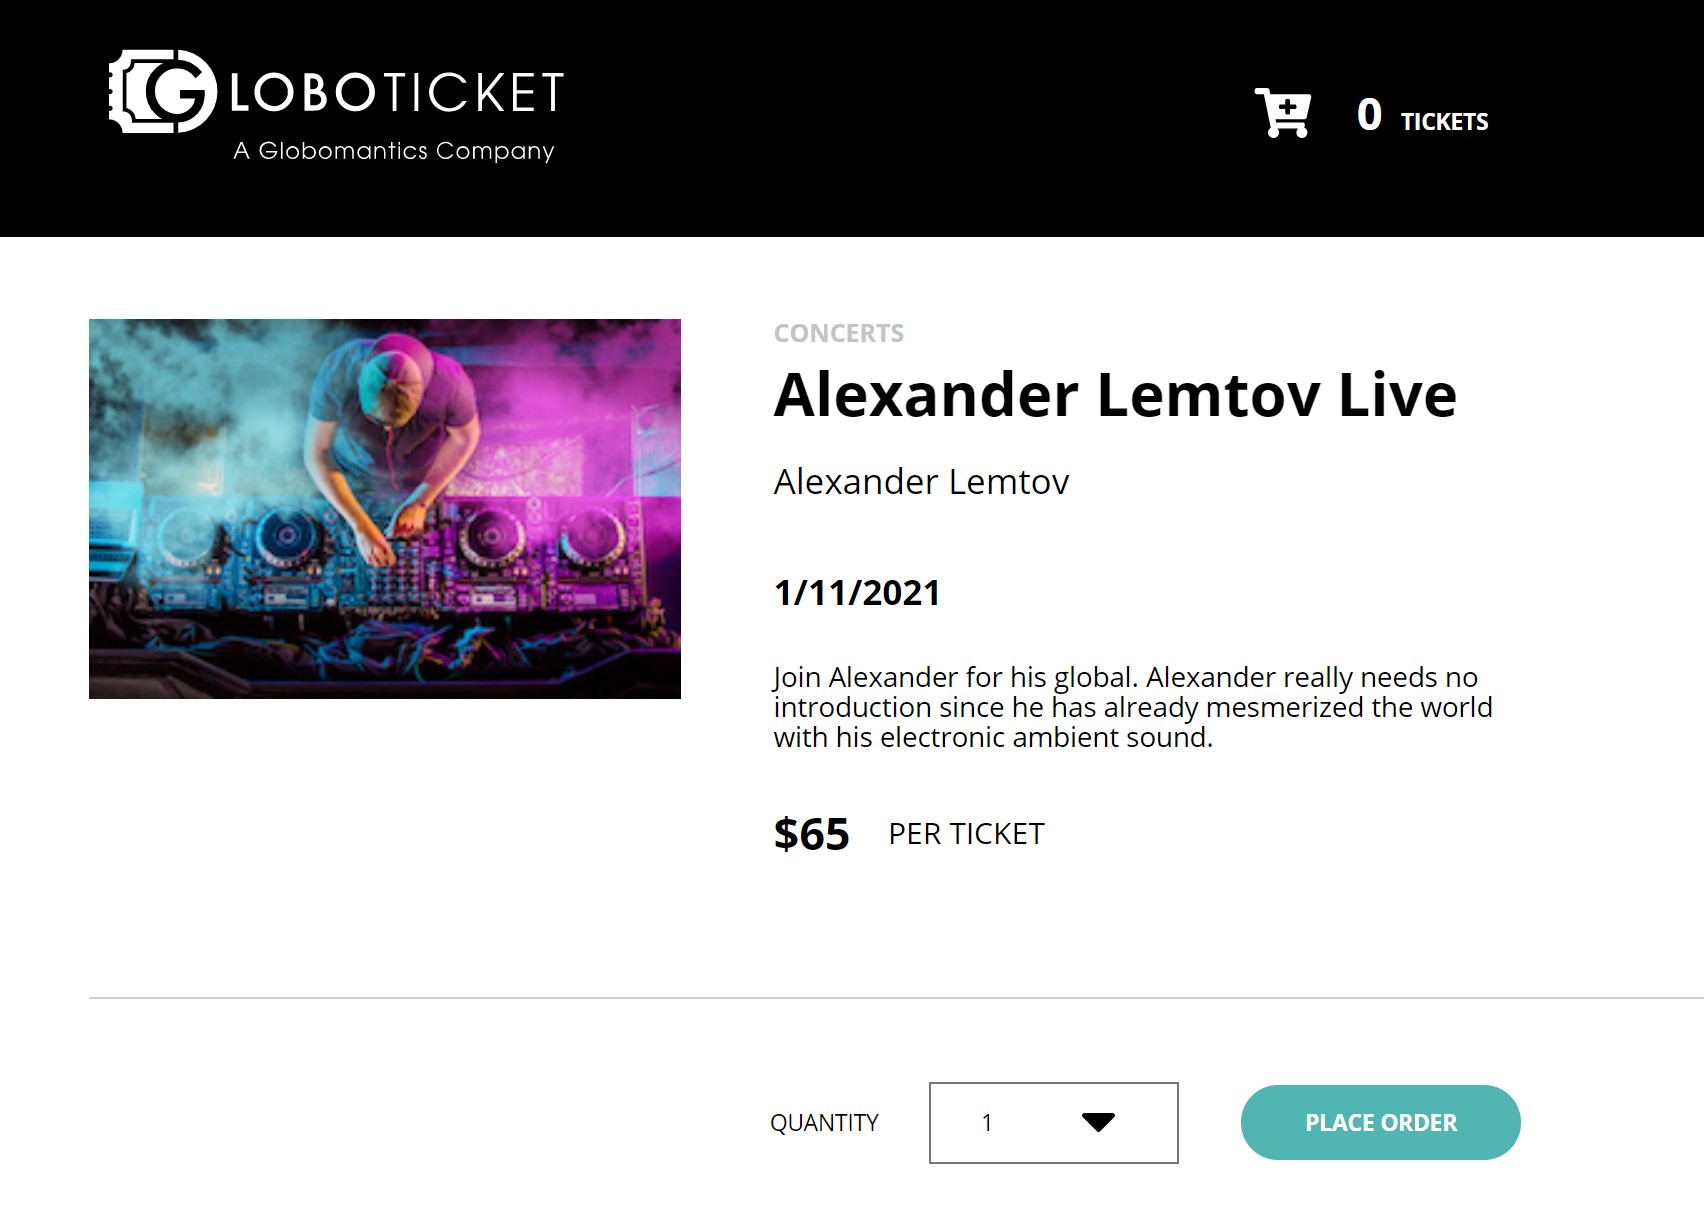 GLOBOTICKET
A Globomantics Company
0 TICKETS
CONCERTS
Alexander Lemtov Live
Alexander Lemtov
1/11/2021
Join Alexander for his global. Alexander really needs no
introduction since he has already mesmerized the world
with his electronic ambient sound.
$65 PER TICKET
QUANTITY 1 PLACE ORDER